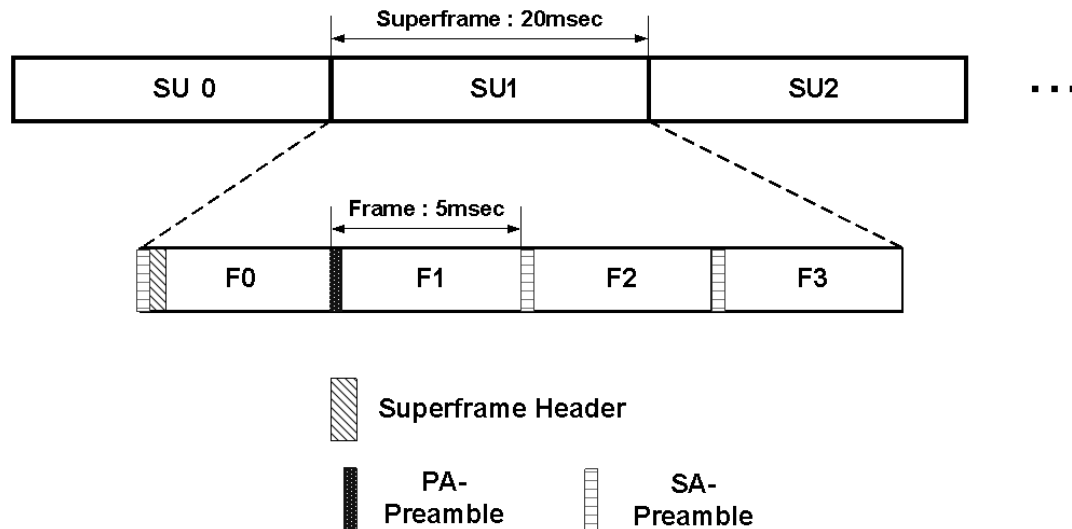 Superframe : 20msec
SU 0 SU1 SU2 ...
Frame : 5msec
F0 F1 F2 F3
Superframe Header
PA-
Preamble
SA-
Preamble